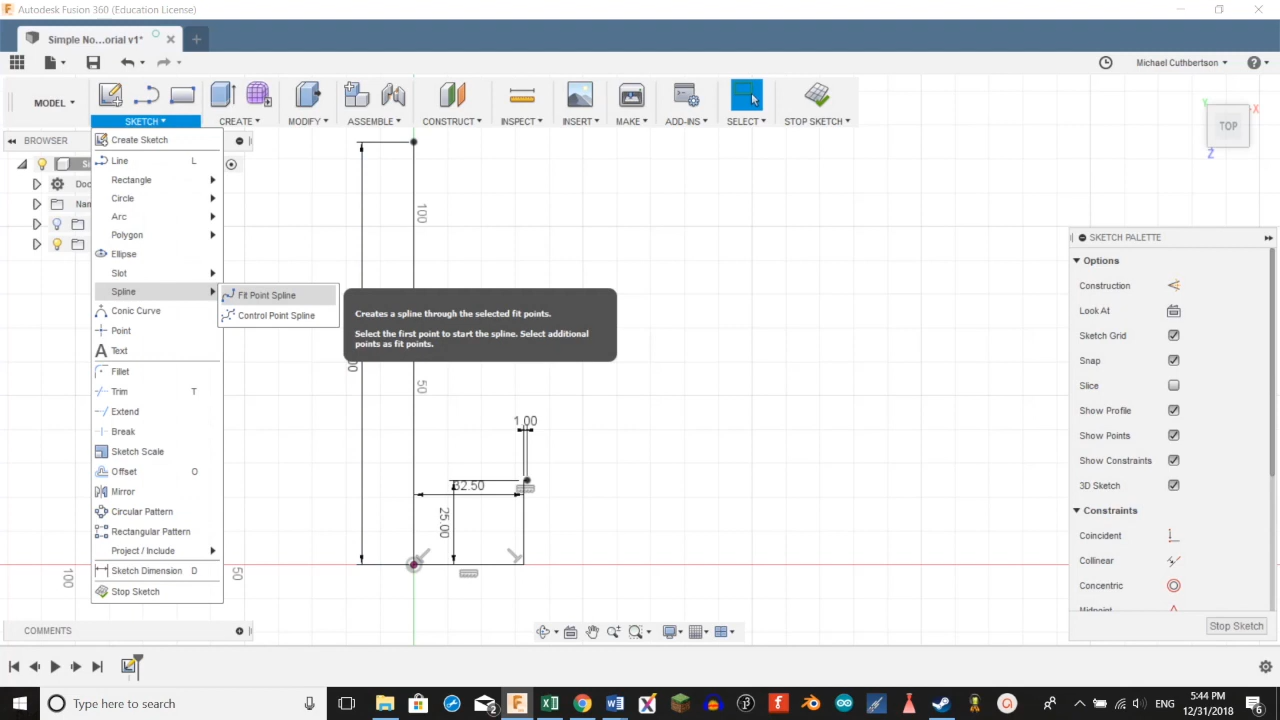 Autodesk Fusion 360 (Education License)
Simple No...orial v1*
Michael Cuthbertson
MODEL
SKETCH
CREATE
MODIFY
ASSEMBLE
CONSTRUCT
INSPECT
INSERT
MAKE
ADD-INS
SELECT
STOP SKETCH
BROWSER
Create Sketch
Line L
Rectangle
Circle
Arc
Polygon
Ellipse
Slot
Spline
Conic Curve
Point
Text
Fillet
Trim T
Extend
Break
Sketch Scale
Offset O
Mirror
Circular Pattern
Rectangular Pattern
Project / Include
Sketch Dimension D
Stop Sketch
Fit Point Spline
Control Point Spline
Creates a spline through the selected fit points.
Select the first point to start the spline. Select additional
points as fit points.
100
50
1.00
32.50
25.00
100
50
TOP
X
Y
Z
SKETCH PALETTE
Options
Construction
Look At
Sketch Grid
Snap
Slice
Show Profile
Show Points
Show Constraints
3D Sketch
Constraints
Coincident
Collinear
Concentric
Stop Sketch
COMMENTS
Type here to search
ENG
5:44 PM
12/31/2018
2
6